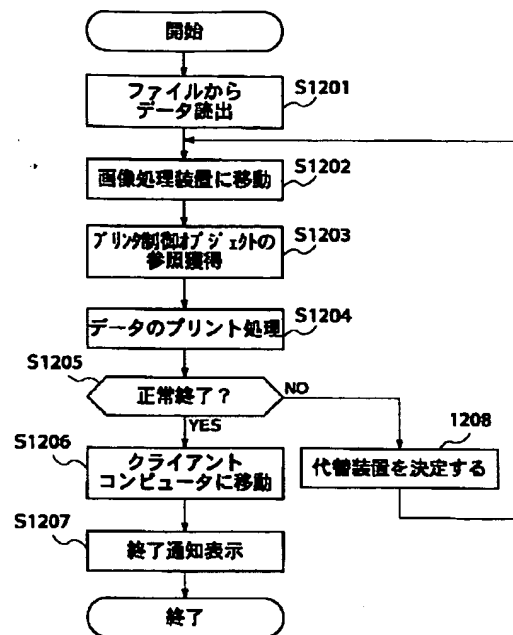 開始
ファイルから
データ読出
S1201
画像処理装置に移動
S1202
プリンタ制御オブジェクトの
参照獲得
S1203
データのプリント処理
S1204
S1205
正常終了？
NO
YES
S1206
クライアント
コンピュータに移動
1208
代替装置を決定する
S1207
終了通知表示
終了